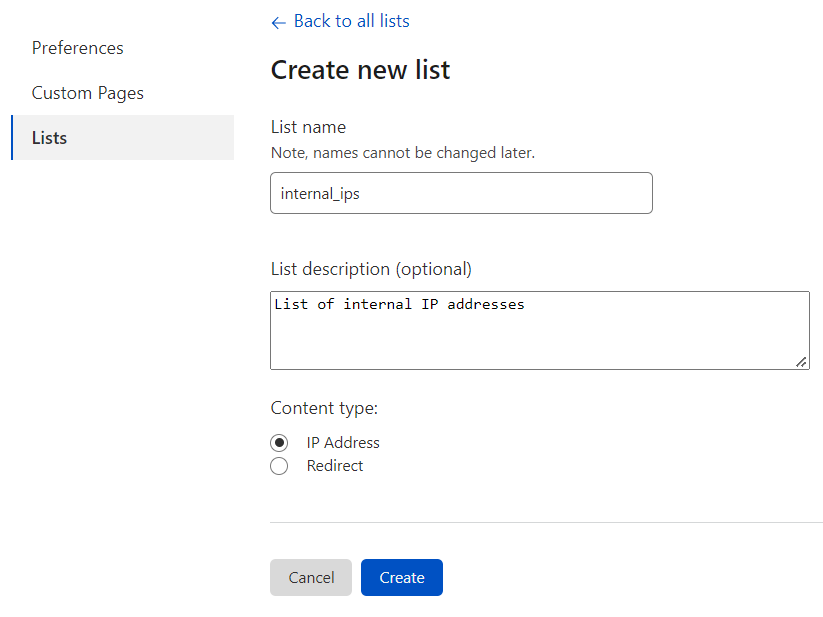 Preferences
Custom Pages
Lists
← Back to all lists
Create new list
List name
Note, names cannot be changed later.
internal_ips
List description (optional)
List of internal IP addresses
Content type:
IP Address
Redirect
Cancel Create